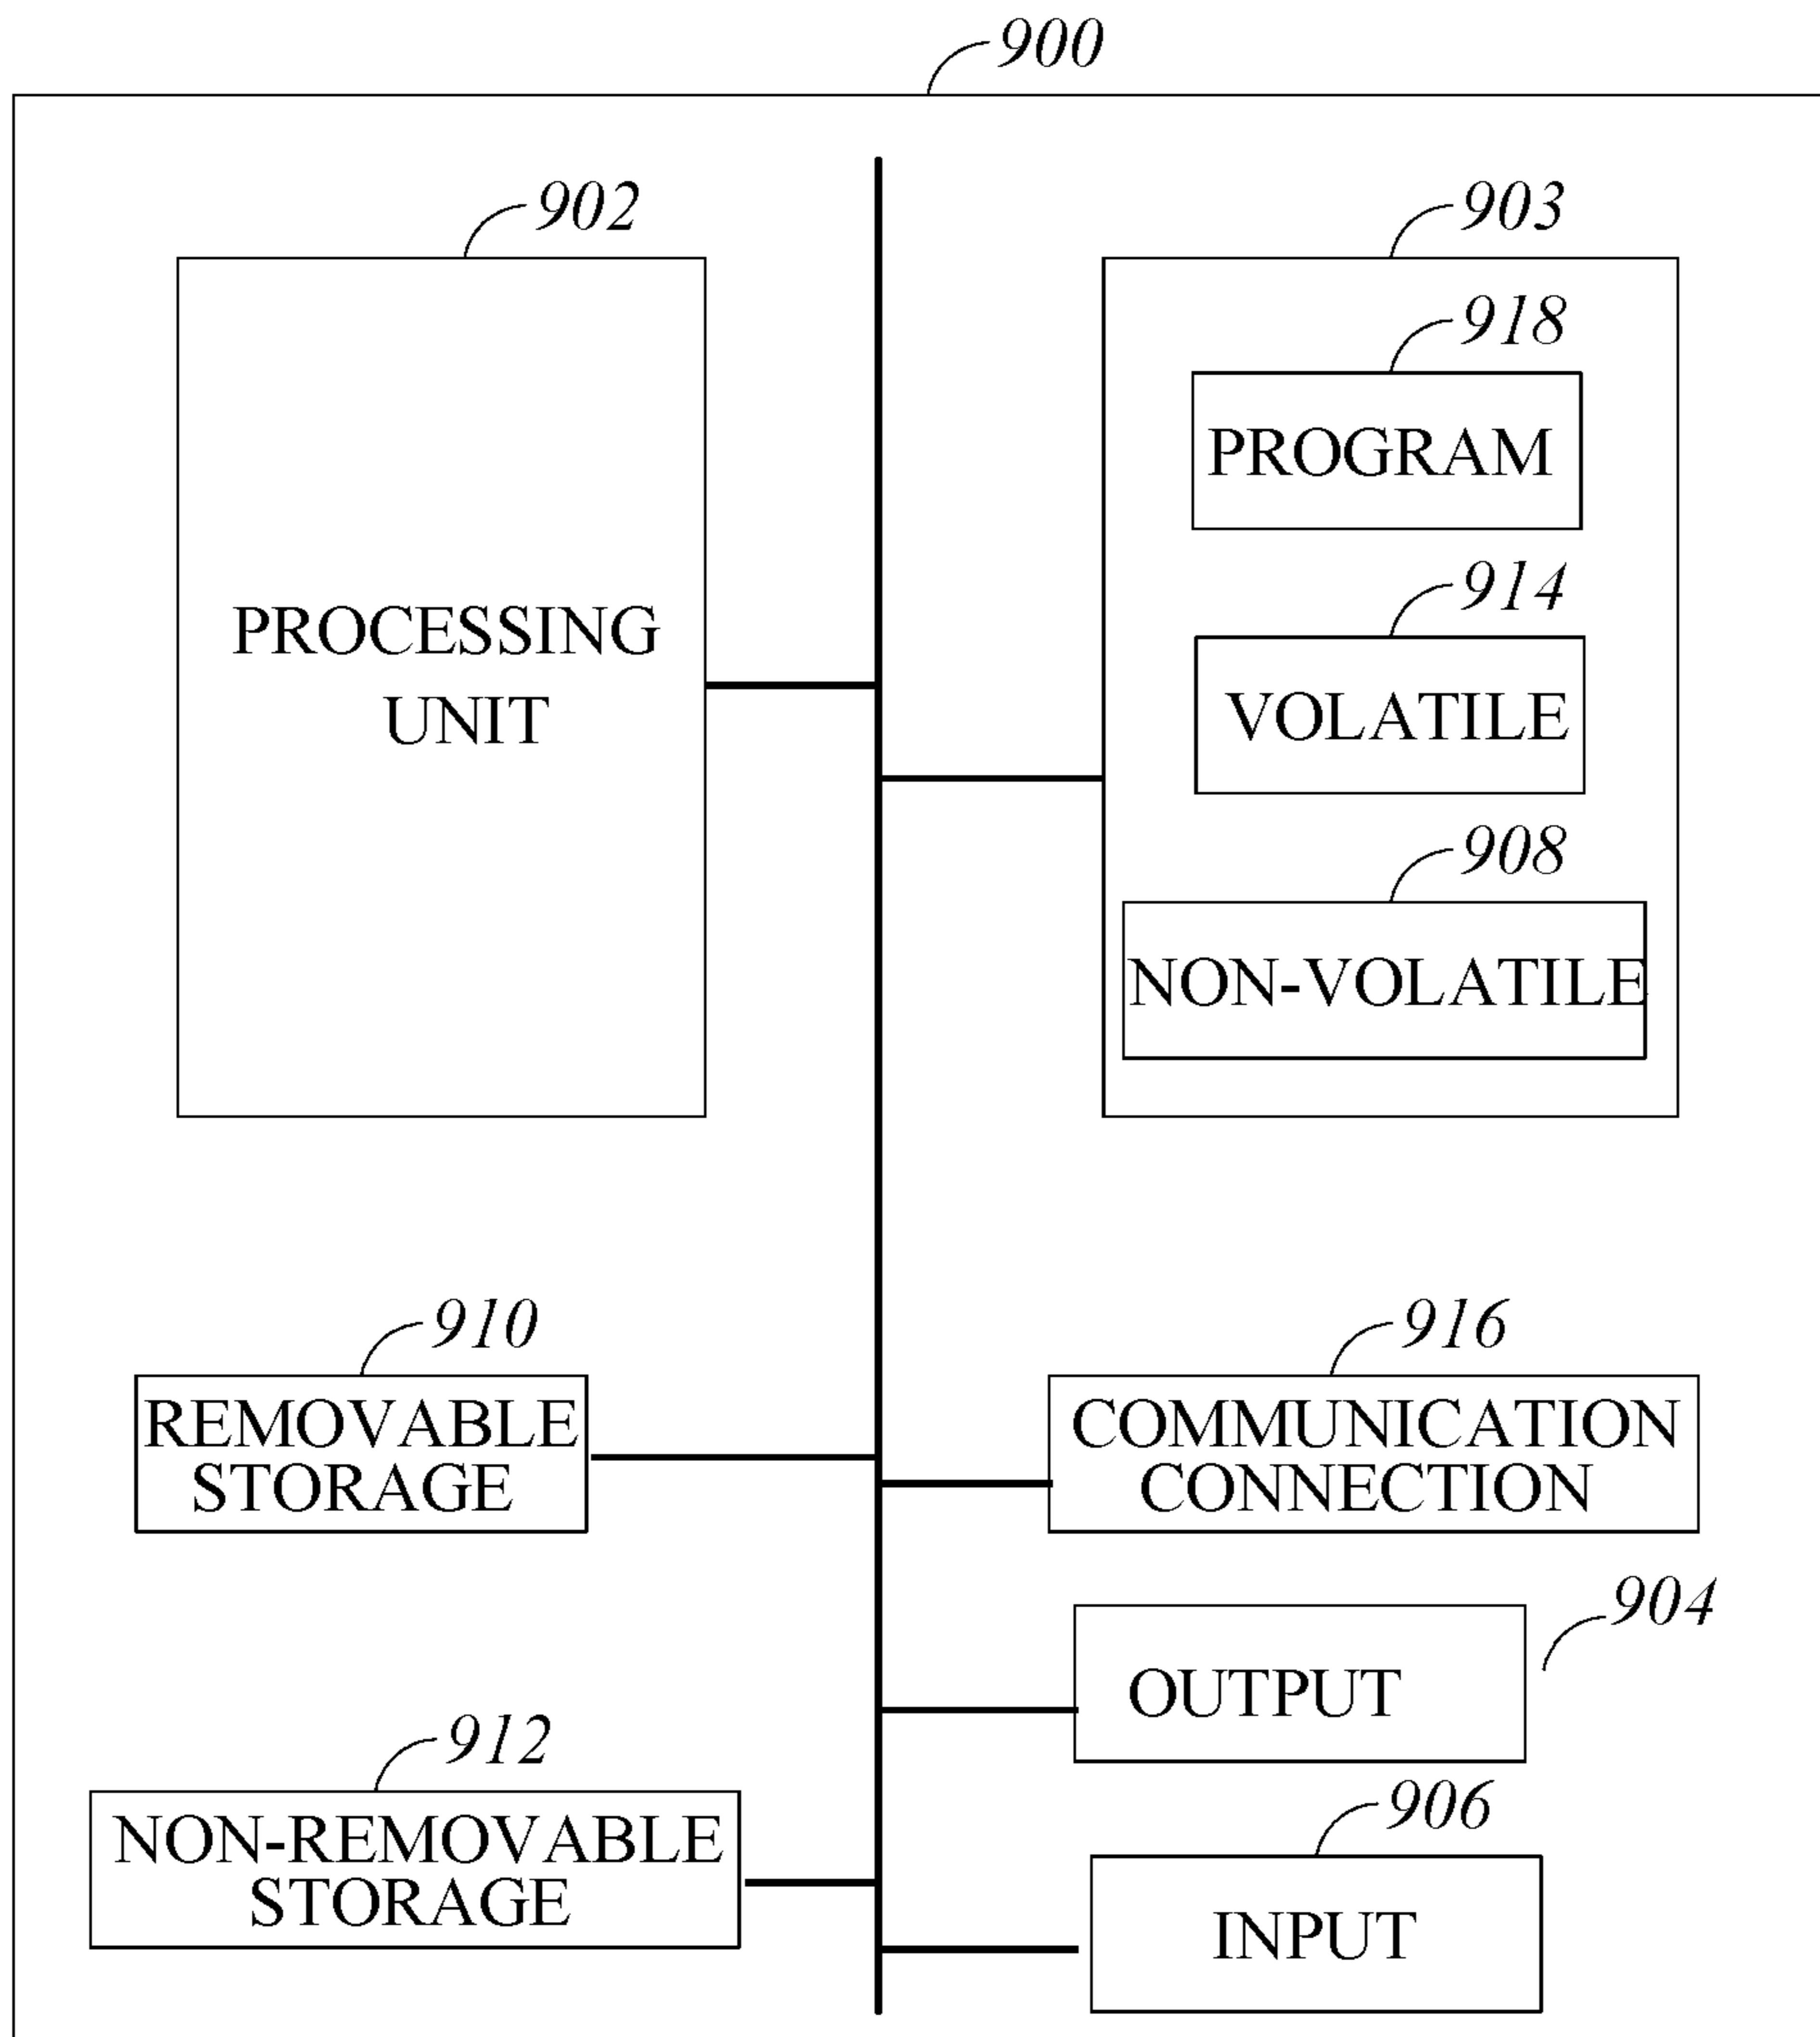 900
902
903
918
PROGRAM
914
PROCESSING
UNIT
VOLATILE
908
NON-VOLATILE
910
916
REMOVABLE
STORAGE
COMMUNICATION
CONNECTION
904
OUTPUT
912
906
NON-REMOVABLE
STORAGE
INPUT